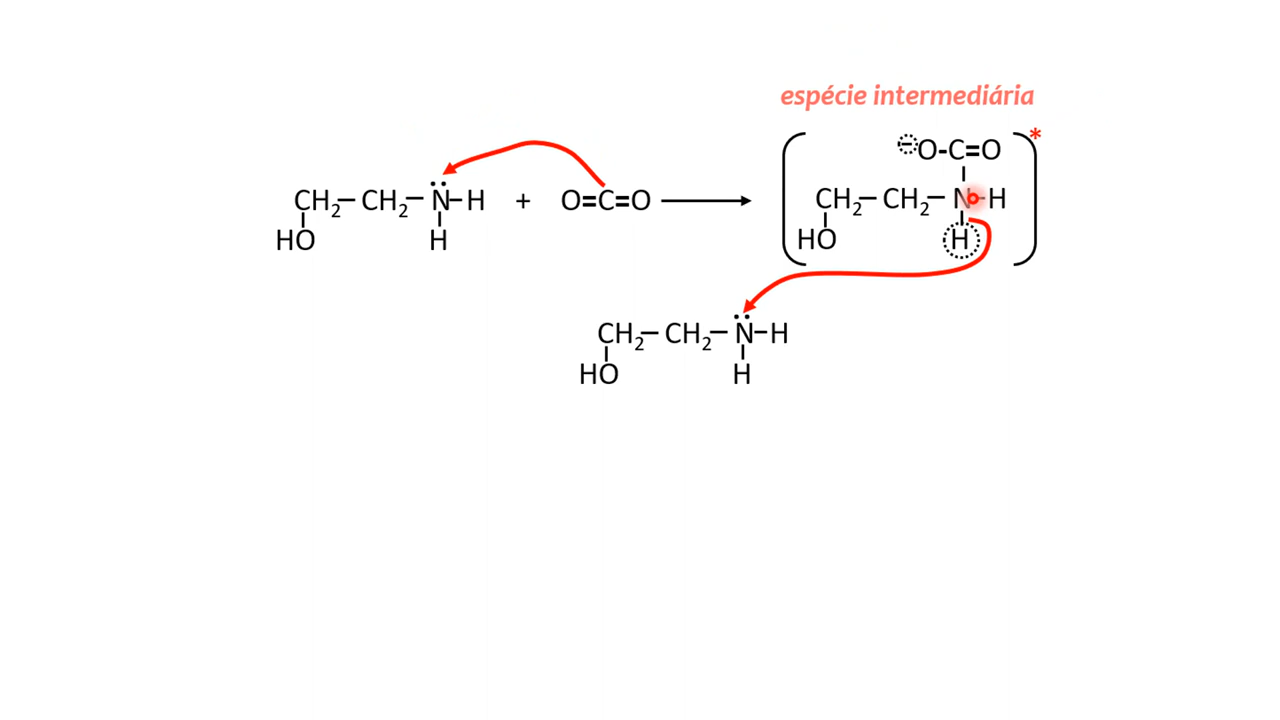 espécie intermediária
*
⊖O-C=O
CH₂–CH₂–N̈–H + O=C=O → CH₂–CH₂–N–H
HO H HO H
CH₂–CH₂–N̈–H
HO H